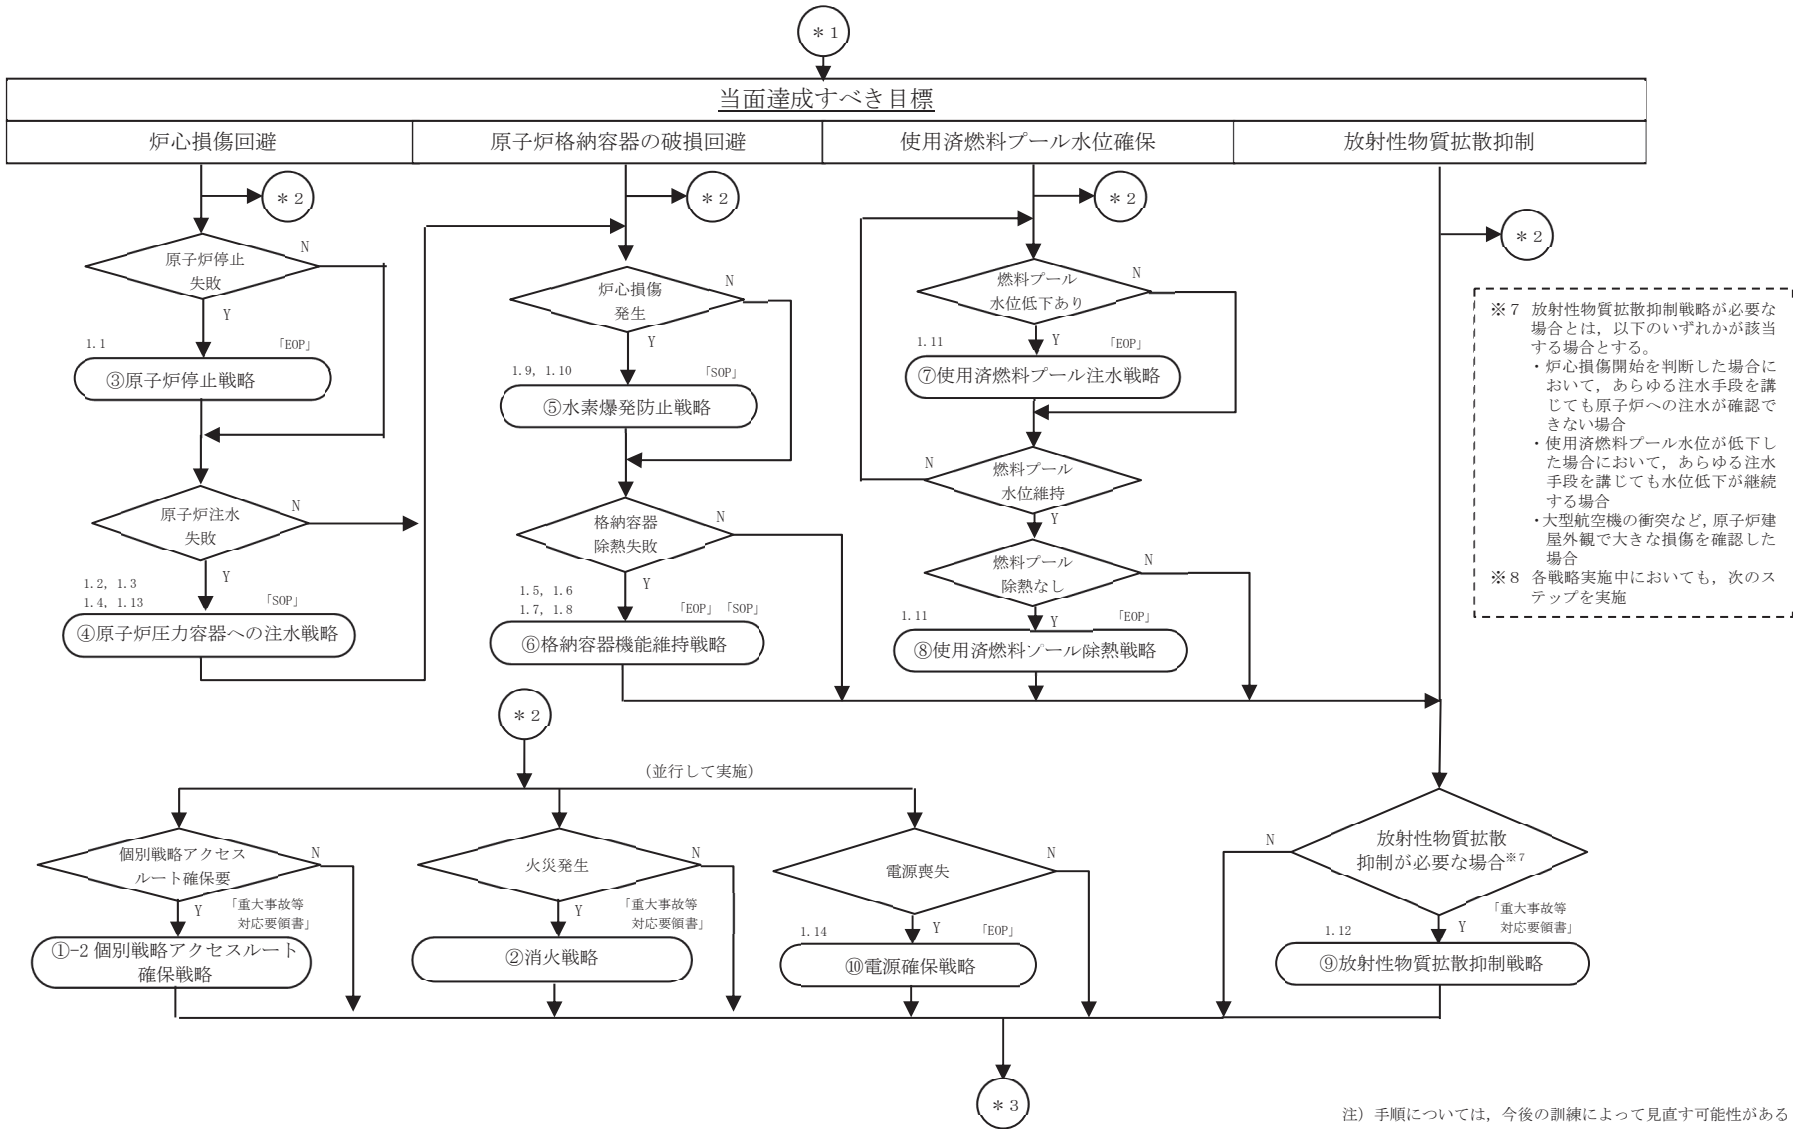 ＊1
当面達成すべき目標
炉心損傷回避
原子炉格納容器の破損回避
使用済燃料プール水位確保
放射性物質拡散抑制
＊2
＊2
＊2
＊2
原子炉停止
失敗
N
Y
1.1
「EOP」
③原子炉停止戦略
原子炉注水
失敗
N
Y
1.2, 1.3
1.4, 1.13
「SOP」
④原子炉圧力容器への注水戦略
炉心損傷
発生
N
Y
1.9, 1.10
「SOP」
⑤水素爆発防止戦略
格納容器
除熱失敗
N
Y
1.5, 1.6
1.7, 1.8
「EOP」「SOP」
⑥格納容器機能維持戦略
燃料プール
水位低下あり
N
Y
1.11
「EOP」
⑦使用済燃料プール注水戦略
燃料プール
水位維持
N
Y
燃料プール
除熱なし
N
Y
1.11
「EOP」
⑧使用済燃料プール除熱戦略
※7 放射性物質拡散抑制戦略が必要な
場合とは，以下のいずれかが該当
する場合とする。
・炉心損傷開始を判断した場合に
おいて，あらゆる注水手段を講
じても原子炉への注水が確認で
きない場合
・使用済燃料プール水位が低下し
た場合において，あらゆる注水
手段を講じても水位低下が継続
する場合
・大型航空機の衝突など，原子炉建
屋外観で大きな損傷を確認した
場合
※8 各戦略実施中においても，次のス
テップを実施
＊2
（並行して実施）
個別戦略アクセス
ルート確保要
N
Y
「重大事故等
対応要領書」
①-2 個別戦略アクセスルート
確保戦略
火災発生
N
Y
「重大事故等
対応要領書」
②消火戦略
電源喪失
N
Y
1.14
「EOP」
⑩電源確保戦略
放射性物質拡散
抑制が必要な場合※7
N
Y
「重大事故等
対応要領書」
1.12
⑨放射性物質拡散抑制戦略
＊3
注）手順については，今後の訓練によって見直す可能性がある